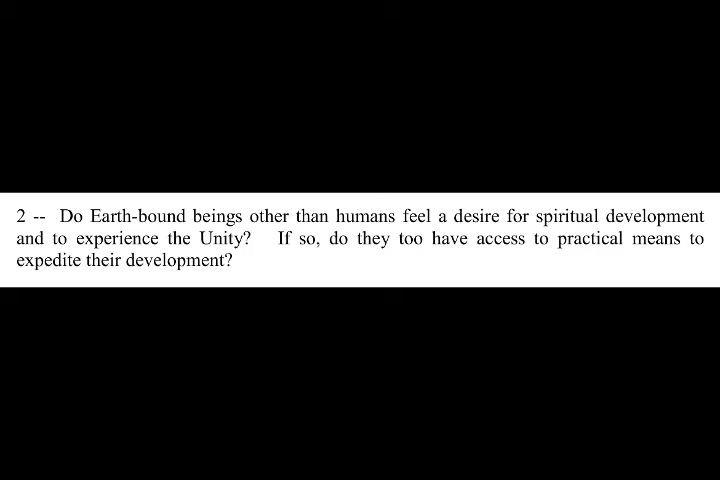 2 -- Do Earth-bound beings other than humans feel a desire for spiritual development
and to experience the Unity? If so, do they too have access to practical means to
expedite their development?